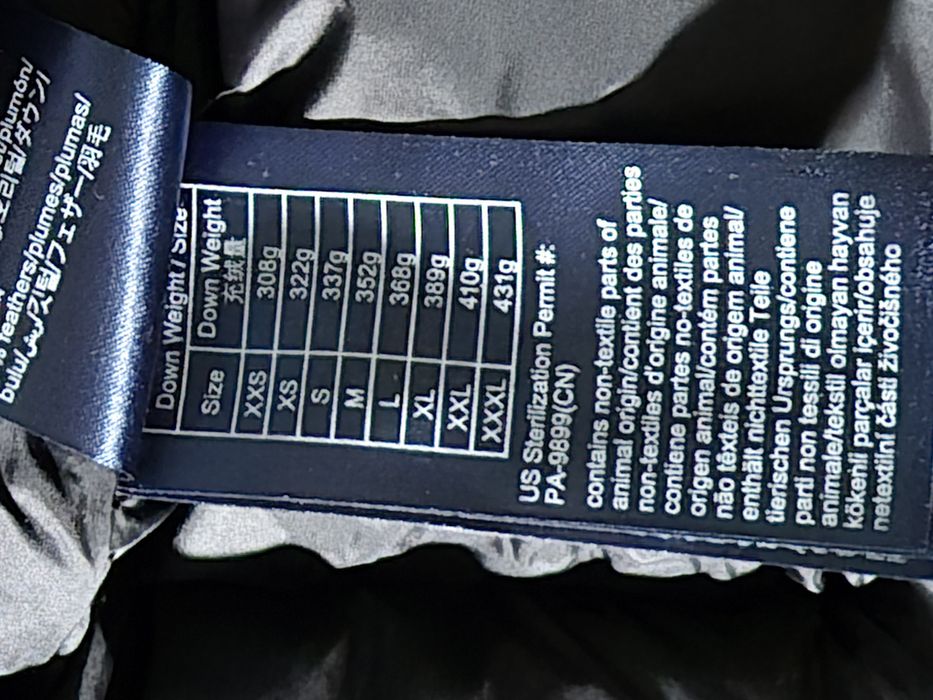 /plumón/
오리털/ダウン/
% feathers/plumes/plumas/
フェザー/羽毛
Down Weight / Size
Size Down Weight
充绒量
XXS 308g
XS 322g
S 337g
M 352g
L 368g
XL 389g
XXL 410g
XXXL 431g
US Sterilization Permit #:
PA-9899(CN)
contains non-textile parts of
animal origin/contient des parties
non-textiles d'origine animale/
contiene partes no-textiles de
origen animal/contém partes
não têxteis de origem animal/
enthält nichttextile Teile
tierischen Ursprungs/contiene
parti non tessili di origine
animale/tekstil olmayan hayvan
kökenli parçalar içerir/obsahuje
netextilní části živočišného